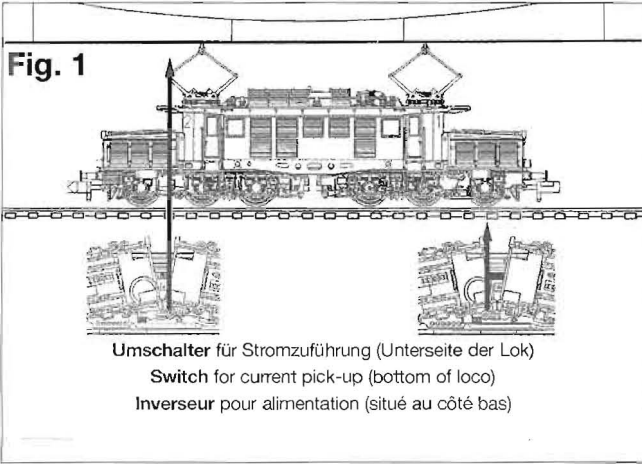 Fig. 1
Umschalter für Stromzuführung (Unterseite der Lok)
Switch for current pick-up (bottom of loco)
Inverseur pour alimentation (situé au côté bas)